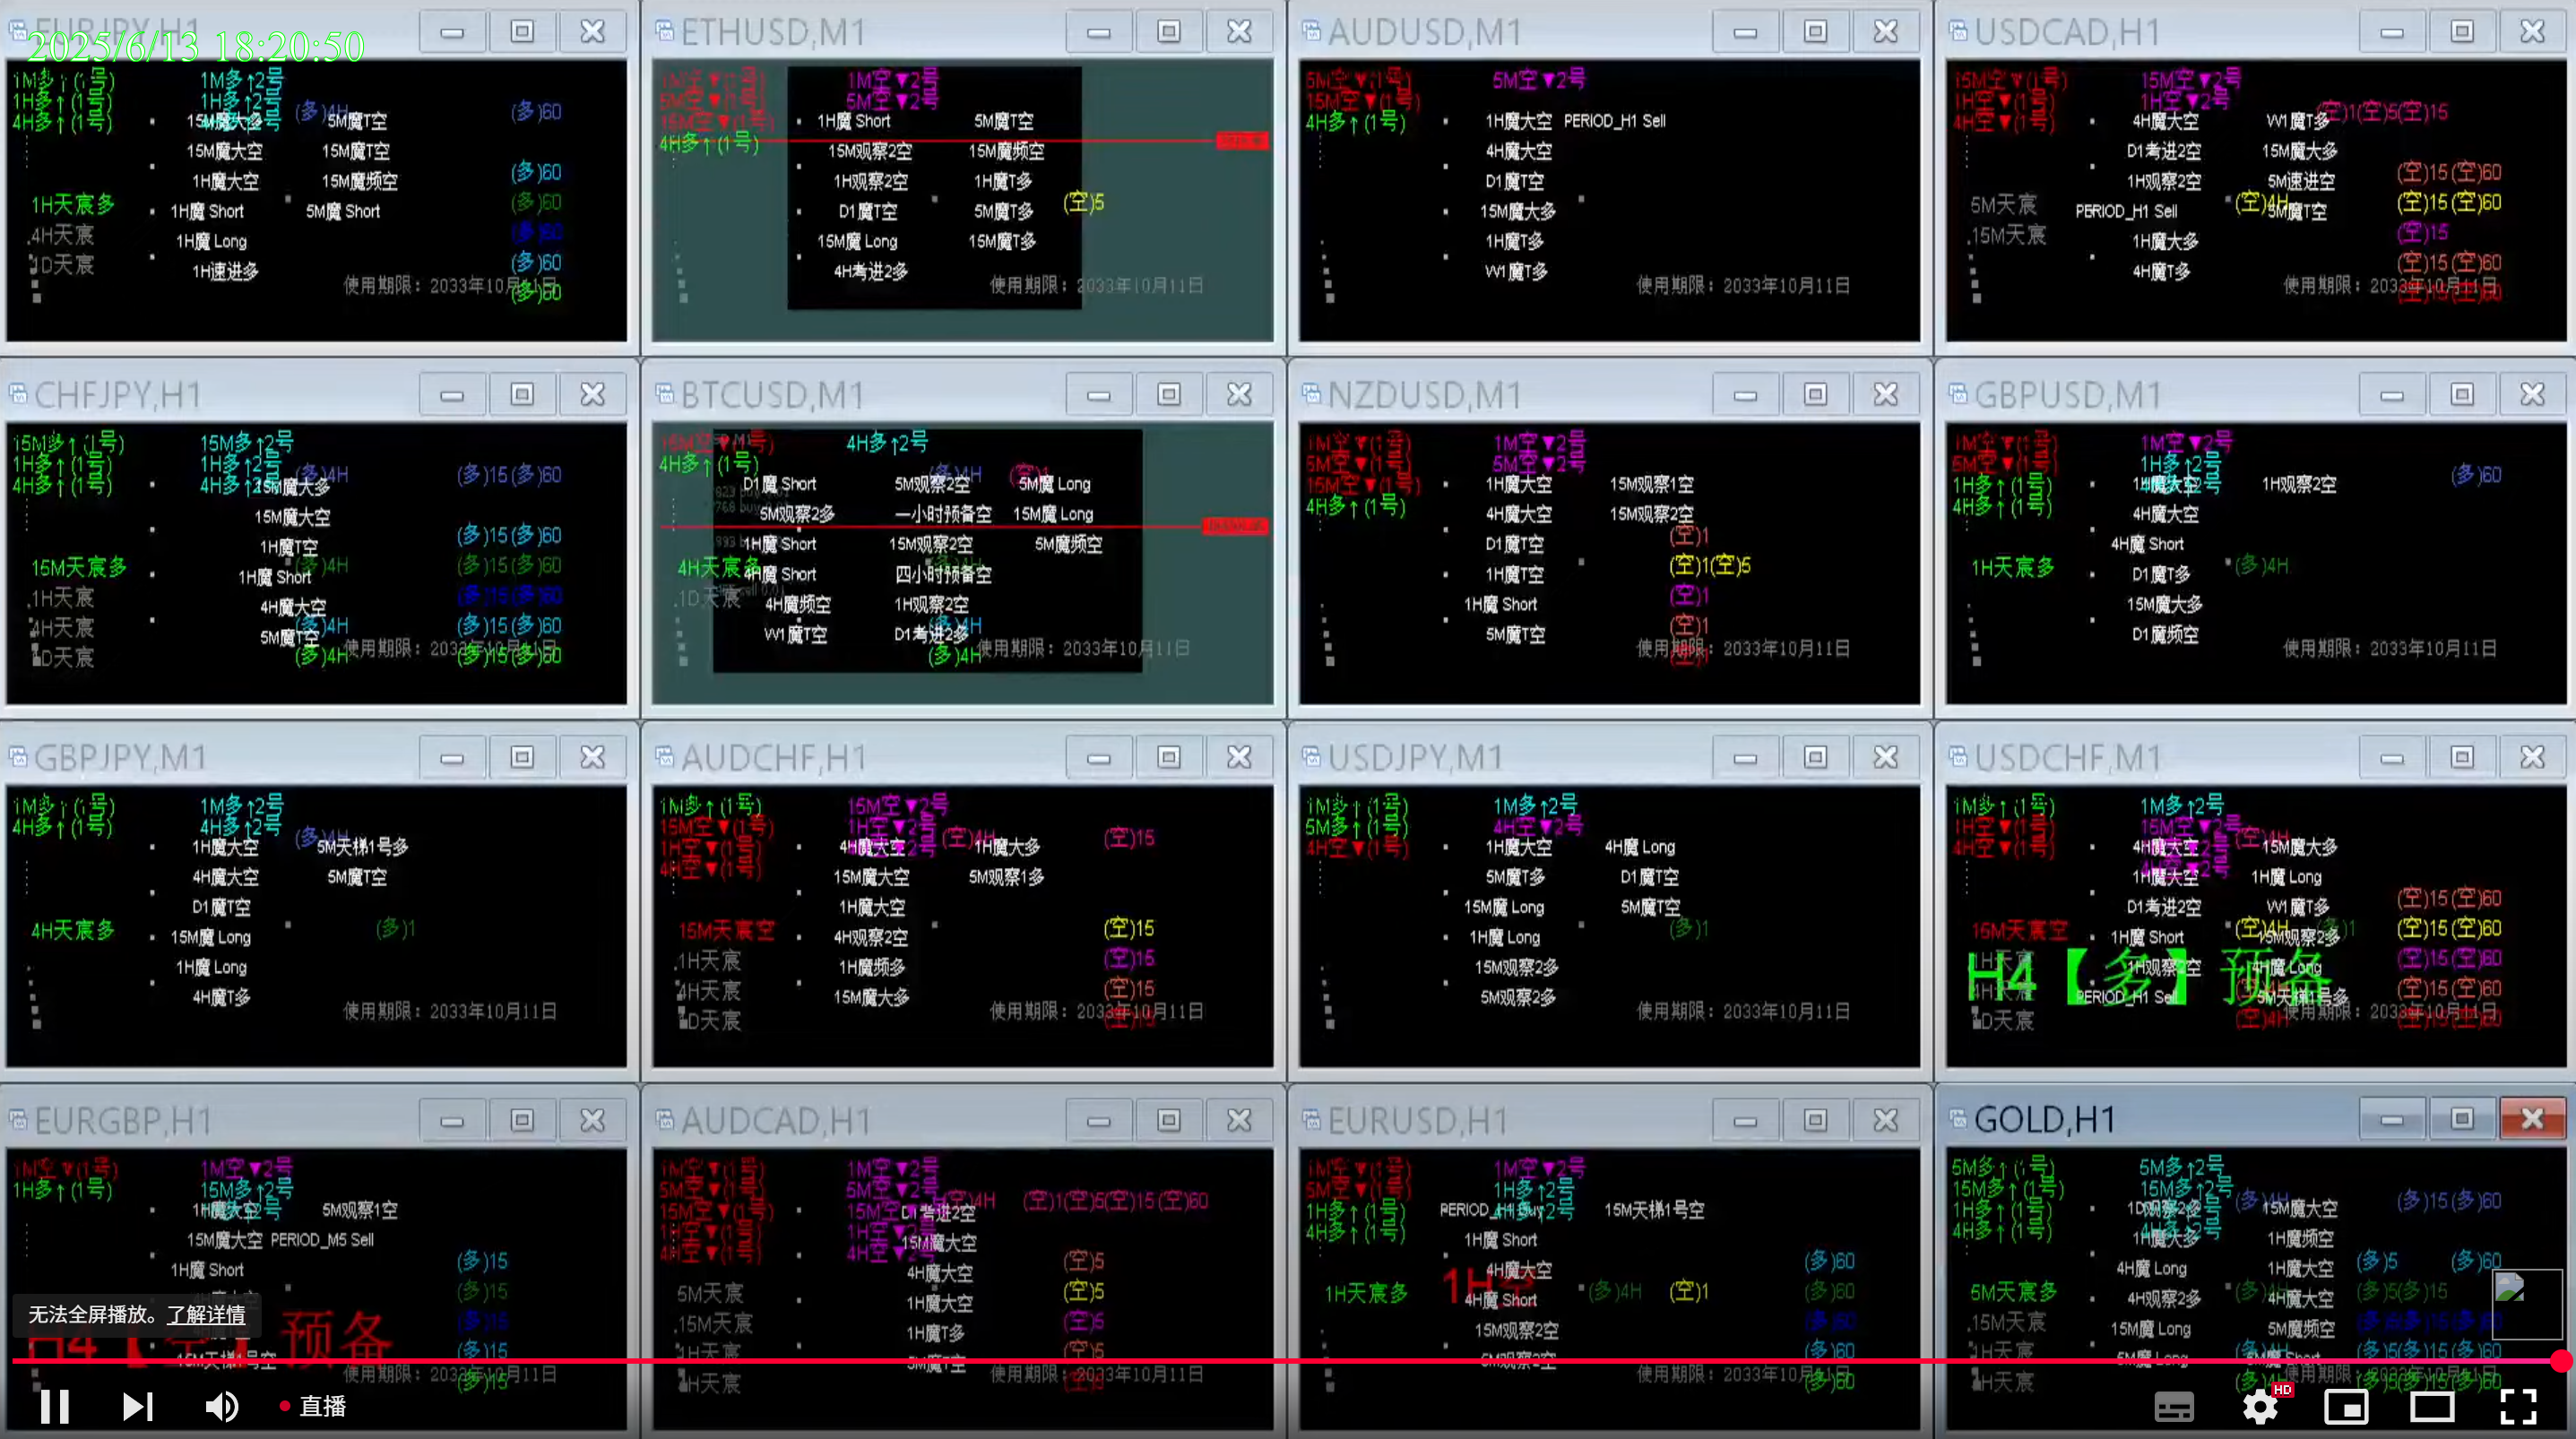 EURJPY,H1
2025/6/13 18:20:50
1M多↑(1号) 1M多↑2号
1H多↑(1号) 1H多↑2号 (多)4H (多)60
4H多↑(1号) 15M魔大多 5M魔T空
15M魔大空 15M魔T空
1H魔大空 15M魔频空 (多)60
1H天宸多 1H魔 Short 5M魔 Short (多)60
4H天宸 1H魔 Long (多)60
1D天宸 1H速进多 (多)60
使用期限：2033年10月11日
(多)60
ETHUSD,M1
1M空▼(1号) 1M空▼2号
5M空▼(1号) 5M空▼2号
15M空▼(1号) 1H魔 Short 5M魔T空
4H多↑(1号) 15M观察2空 15M魔频空
1H观察2空 1H魔T多
D1魔T空 5M魔T多 (空)5
15M魔 Long 15M魔T多
4H考进2多
使用期限：2033年10月11日
AUDUSD,M1
5M空▼(1号) 5M空▼2号
15M空▼(1号)
4H多↑(1号) 1H魔大空 PERIOD_H1 Sell
4H魔大空
D1魔T空
15M魔大多
1H魔T多
W1魔T多
使用期限：2033年10月11日
USDCAD,H1
15M空▼(1号) 15M空▼2号
1H空▼(1号) 1H空▼2号 (空)1(空)5(空)15
4H空▼(1号) 4H魔大空 W1魔T多
D1考进2空 15M魔大多
1H观察2空 5M速进空 (空)15(空)60
5M天宸 PERIOD_H1 Sell (空)4H 5M魔T空 (空)15(空)60
15M天宸 1H魔大多 (空)15
4H魔T多 (空)15(空)60
使用期限：2033年10月11日
(空)15(空)60
CHFJPY,H1
15M多↑(1号) 15M多↑2号
1H多↑(1号) 1H多↑2号 (多)4H (多)15(多)60
4H多↑(1号) 4H多↑2号 15M魔大多
15M魔大空 (多)15(多)60
1H魔T空
15M天宸多 1H魔 Short (多)4H (多)15(多)60
1H天宸 4H魔大空 (多)15(多)60
4H天宸 5M魔T空 (多)4H (多)15(多)60
1D天宸 使用期限：2033年10月11日
(多)4H (多)15(多)60
BTCUSD,M1
15M空▼(1号) 4H多↑2号
4H多↑(1号) (多)4H (空)1
D1魔 Short 5M观察2空 5M魔 Long
5M观察2多 一小时预备空 15M魔 Long
1H魔 Short 15M观察2空 5M魔频空
4H天宸多 4H魔 Short 四小时预备空
1D天宸 4H魔频空 1H观察2空
W1魔T空 D1考进2多 (多)4H
使用期限：2033年10月11日
(多)4H
NZDUSD,M1
1M空▼(1号) 1M空▼2号
5M空▼(1号) 5M空▼2号
15M空▼(1号) 1H魔大空 15M观察1空
4H多↑(1号) 4H魔大空 15M观察2空
D1魔T空 (空)1
1H魔T空 (空)1(空)5
1H魔 Short (空)1
5M魔T空 (空)1
使用期限：2033年10月11日
(空)1
GBPUSD,M1
1M空▼(1号) 1M空▼2号
5M空▼(1号) 1H多↑2号 (多)60
1H多↑(1号) 1H魔大空 1H观察2空
4H多↑(1号) 4H魔大空
4H魔 Short
1H天宸多 D1魔T多 (多)4H
15M魔大多
D1魔频空
使用期限：2033年10月11日
GBPJPY,M1
1M多↑(1号) 1M多↑2号
4H多↑(1号) 4H多↑2号 (多)4H
1H魔大空 5M天梯1号多
4H魔大空 5M魔T空
D1魔T空
4H天宸多 15M魔 Long (多)1
1H魔 Long
4H魔T多
使用期限：2033年10月11日
AUDCHF,H1
1M多↑(1号) 15M空▼2号
15M空▼(1号) 1H空▼2号 (空)4H (空)15
1H空▼(1号) 4H魔大空 1H魔大多
4H空▼(1号) 15M魔大空 5M观察1多
1H魔大空
15M天宸空 4H观察2空 (空)15
1H天宸 1H魔频多 (空)15
4H天宸 15M魔大多 (空)15
1D天宸 使用期限：2033年10月11日
(空)15
USDJPY,M1
1M多↑(1号) 1M多↑2号
5M多↑(1号) 4H空▼2号
4H空▼(1号) 1H魔大空 4H魔 Long
5M魔T多 D1魔T空
15M魔 Long 5M魔T空
1H魔 Long (多)1
15M观察2多
5M观察2多
使用期限：2033年10月11日
USDCHF,M1
1M多↑(1号) 1M多↑2号
1H空▼(1号) 15M空▼2号 (空)4H
4H空▼(1号) 4H魔大空 15M魔大多
4H空▼2号
1H魔大空 1H魔 Long
D1考进2空 W1魔T多 (空)15(空)60
15M天宸空 1H魔 Short (空)4H 15M观察2多 (多)1 (空)15(空)60
1H天宸 1H观察2空 4H魔 Long (空)15(空)60
H4【多】预备
4H天宸 PERIOD_H1 Sell 5M天梯1号多 (空)15(空)60
1D天宸 使用期限：2033年10月11日
(空)4H (空)15(空)60
EURGBP,H1
1M空▼(1号) 1M空▼2号
1H多↑(1号) 15M多↑2号
1H魔大空 5M观察1空
15M魔大空 PERIOD_M5 Sell
1H魔 Short (多)15
(多)15
无法全屏播放。了解详情 (多)15
H4【空】预备
15M天梯1号空 (多)15
使用期限：2033年10月11日
(多)15
AUDCAD,H1
1M空▼(1号) 1M空▼2号
5M空▼(1号) 5M空▼2号 (空)4H (空)1(空)5(空)15(空)60
15M空▼(1号) 15M空▼2号 D1考进2空
1H空▼(1号) 1H空▼2号 15M魔大空
4H空▼(1号) 4H空▼2号 (空)5
4H魔大空
5M天宸 1H魔大空 (空)5
15M天宸 1H魔T多 (空)5
1H天宸 5M魔T空 (空)5
4H天宸 使用期限：2033年10月11日
EURUSD,H1
1M空▼(1号) 1M空▼2号
5M空▼(1号) 1H多↑2号
1H多↑(1号) PERIOD_H1 Buy 15M天梯1号空
4H多↑(1号) 1H魔 Short
4H魔大空 (多)60
1H天宸多 1H空 4H魔 Short (多)4H (空)1 (多)60
15M观察2空 (多)60
5M观察2空 (多)60
使用期限：2033年10月11日
(多)60
GOLD,H1
5M多↑(1号) 5M多↑2号
15M多↑(1号) 15M多↑2号 (多)4H (多)15(多)60
1H多↑(1号) 15M魔大空
4H多↑(1号) 1H魔大多 1H魔频空
4H魔 Long (多)5 (多)60
5M天宸多 4H观察2多 (多)4H 4H魔大空 (多)5(多)15
15M天宸 15M魔 Long 5M魔频空
1H天宸 5M魔 Long (多)4H (多)5(多)15(多)60
4H天宸 使用期限：2033年10月11日
直播 HD